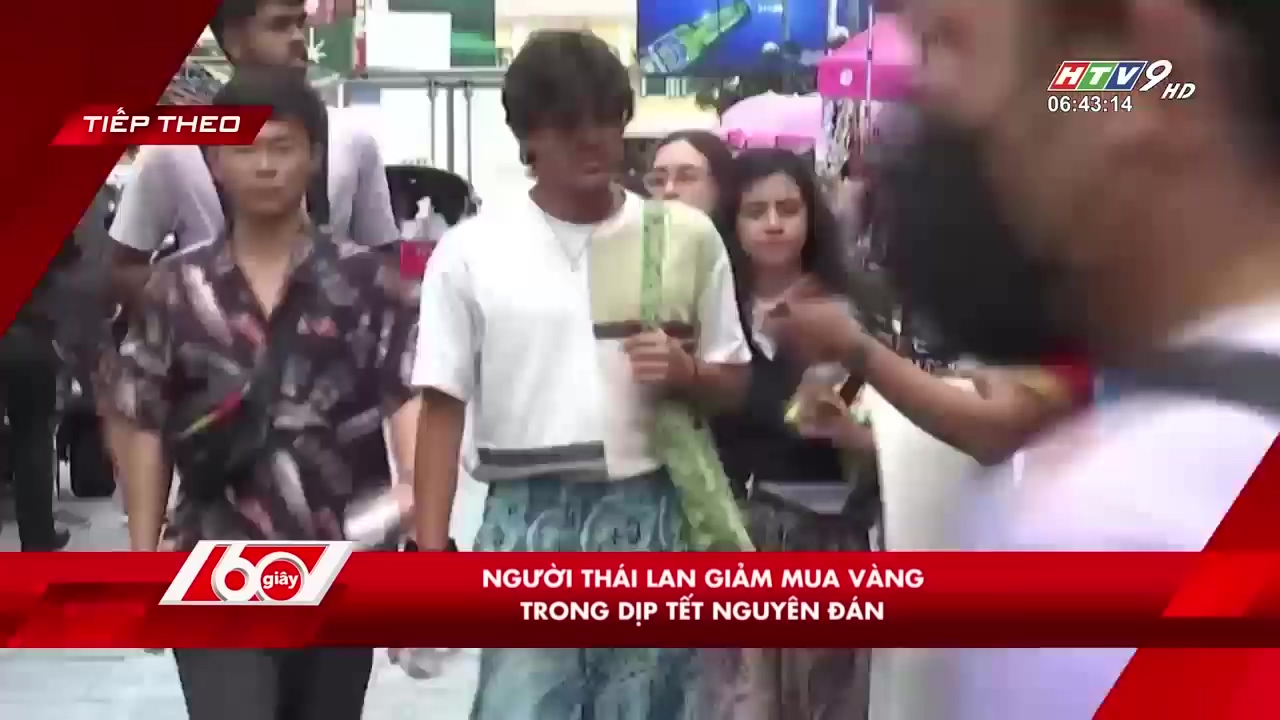 TIẾP THEO
HTV9 HD
06:43:14
60 giây
NGƯỜI THÁI LAN GIẢM MUA VÀNG
TRONG DỊP TẾT NGUYÊN ĐÁN